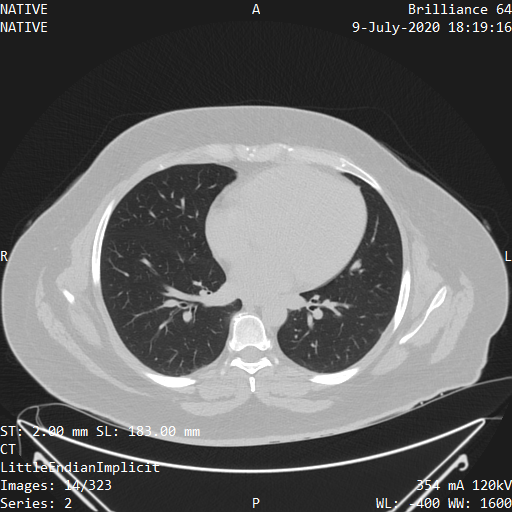 NATIVE A Brilliance 64
NATIVE 9-July-2020 18:19:16
R L
ST: 2.00 mm SL: 183.00 mm
CT
LittleEndianImplicit
Images: 14/323 354 mA 120kV
Series: 2 P WL: -400 WW: 1600